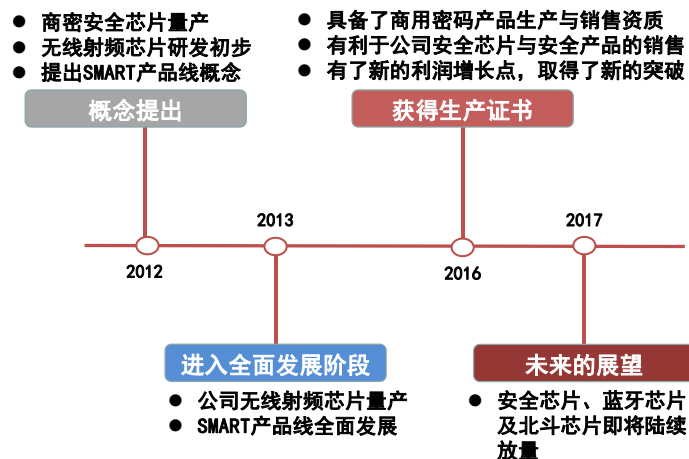 ● 商密安全芯片量产
● 无线射频芯片研发初步
● 提出SMART产品线概念
概念提出
● 具备了商用密码产品生产与销售资质
● 有利于公司安全芯片与安全产品的销售
● 有了新的利润增长点，取得了新的突破
获得生产证书
2013
2017
2012
2016
进入全面发展阶段
● 公司无线射频芯片量产
● SMART产品线全面发展
未来的展望
● 安全芯片、蓝牙芯片
及北斗芯片即将陆续
放量